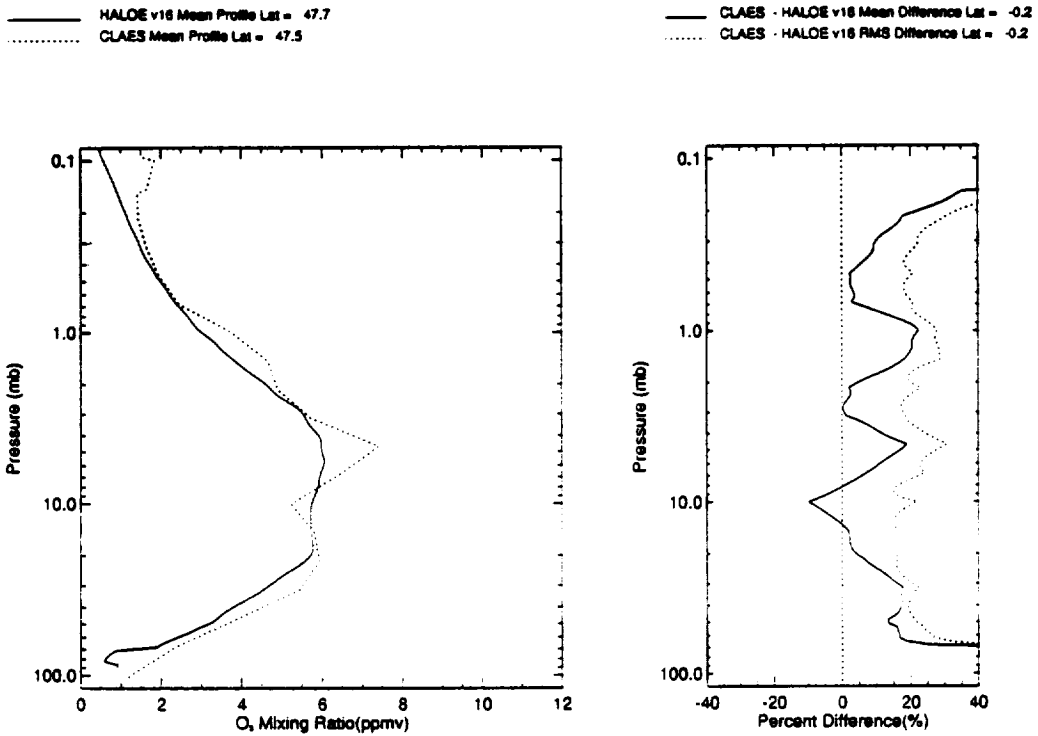 HALOE v16 Mean Profile Lat = 47.7
CLAES Mean Profile Lat = 47.5
CLAES - HALOE v16 Mean Difference Lat = -0.2
CLAES - HALOE v16 RMS Difference Lat = -0.2
0.1
1.0
10.0
100.0
Pressure (mb)
0 2 4 6 8 10 12
O₃ Mixing Ratio(ppmv)
0.1
1.0
10.0
100.0
Pressure (mb)
-40 -20 0 20 40
Percent Difference(%)